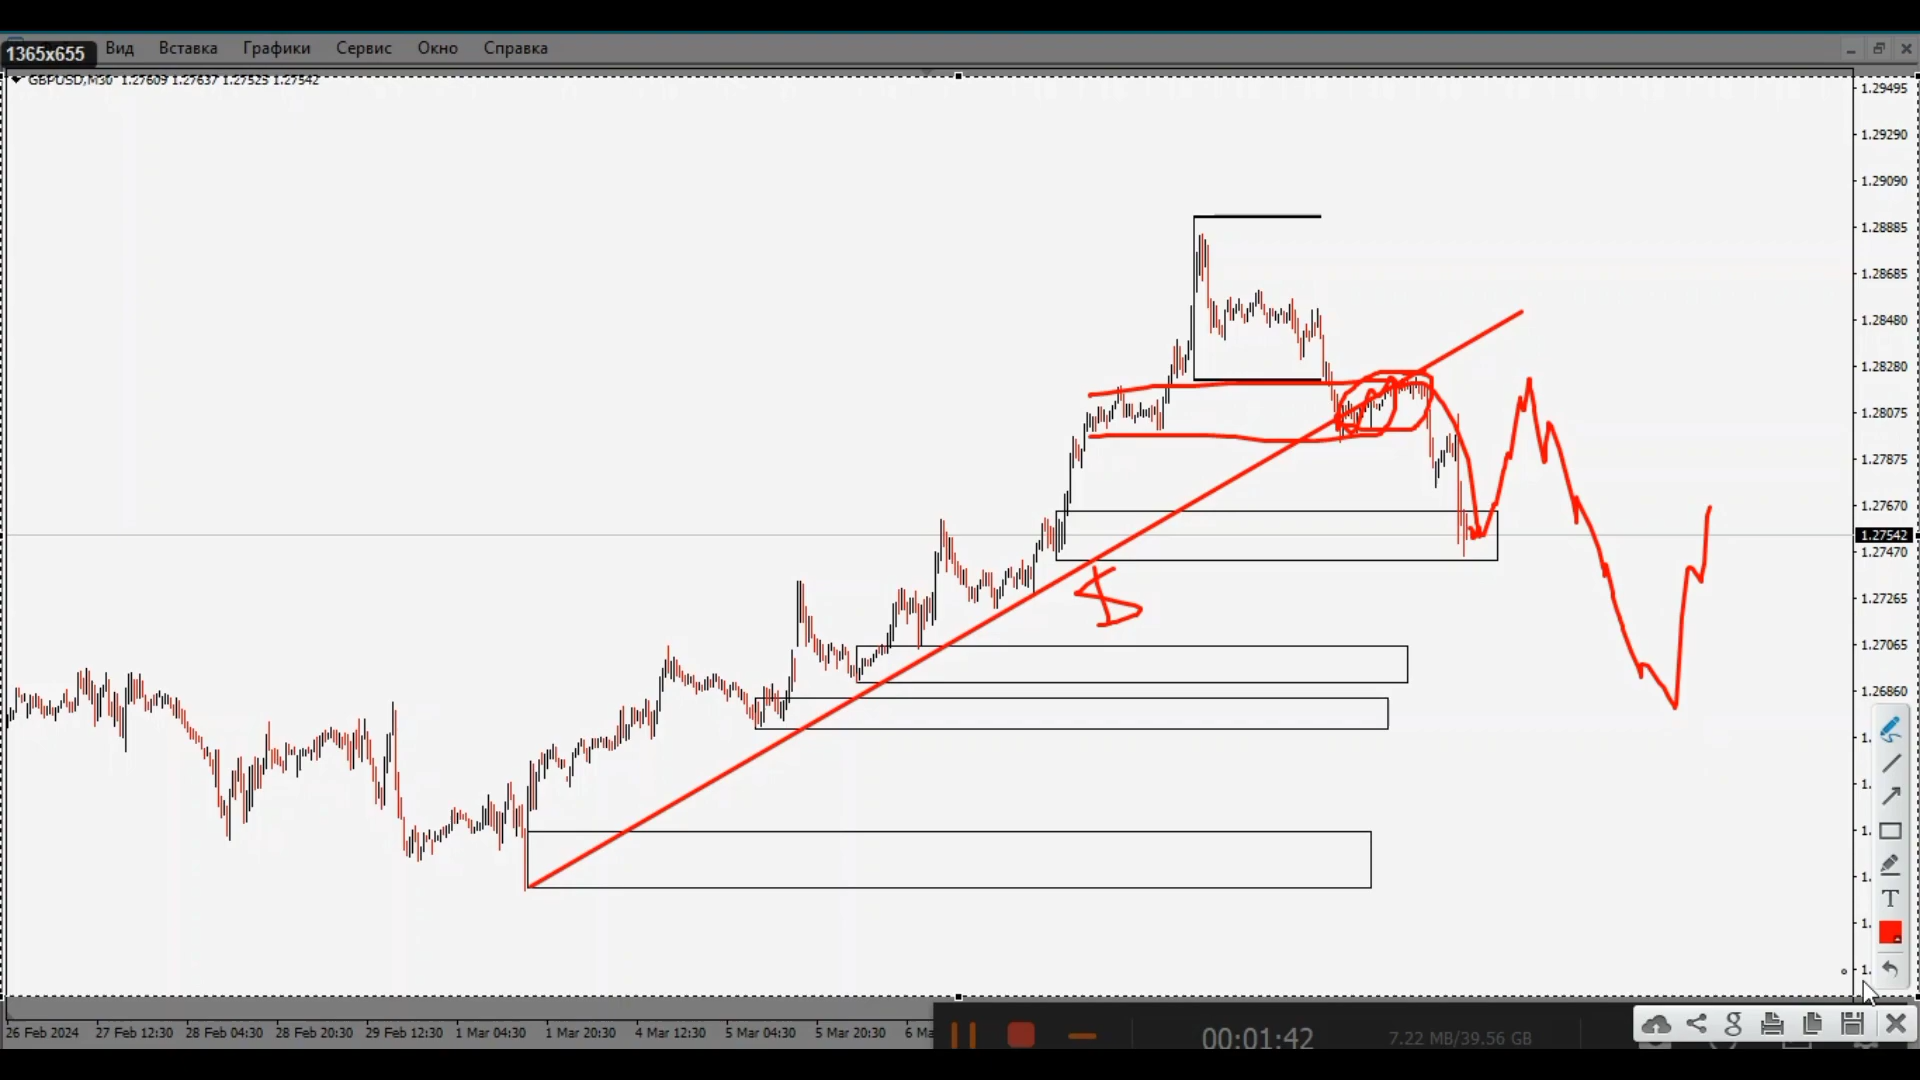 1365x655
Вид Вставка Графики Сервис Окно Справка
GBPUSD,M30 1.27609 1.27637 1.27525 1.27542
1.29495
1.29290
1.29090
1.28885
1.28685
1.28480
1.28280
1.28075
1.27875
1.27670
1.27542
1.27470
1.27265
1.27065
1.26860
$
T
26 Feb 2024 27 Feb 12:30 28 Feb 04:30 28 Feb 20:30 29 Feb 12:30 1 Mar 04:30 1 Mar 20:30 4 Mar 12:30 5 Mar 04:30 5 Mar 20:30
00:01:42 7.22 MB/39.56 GB